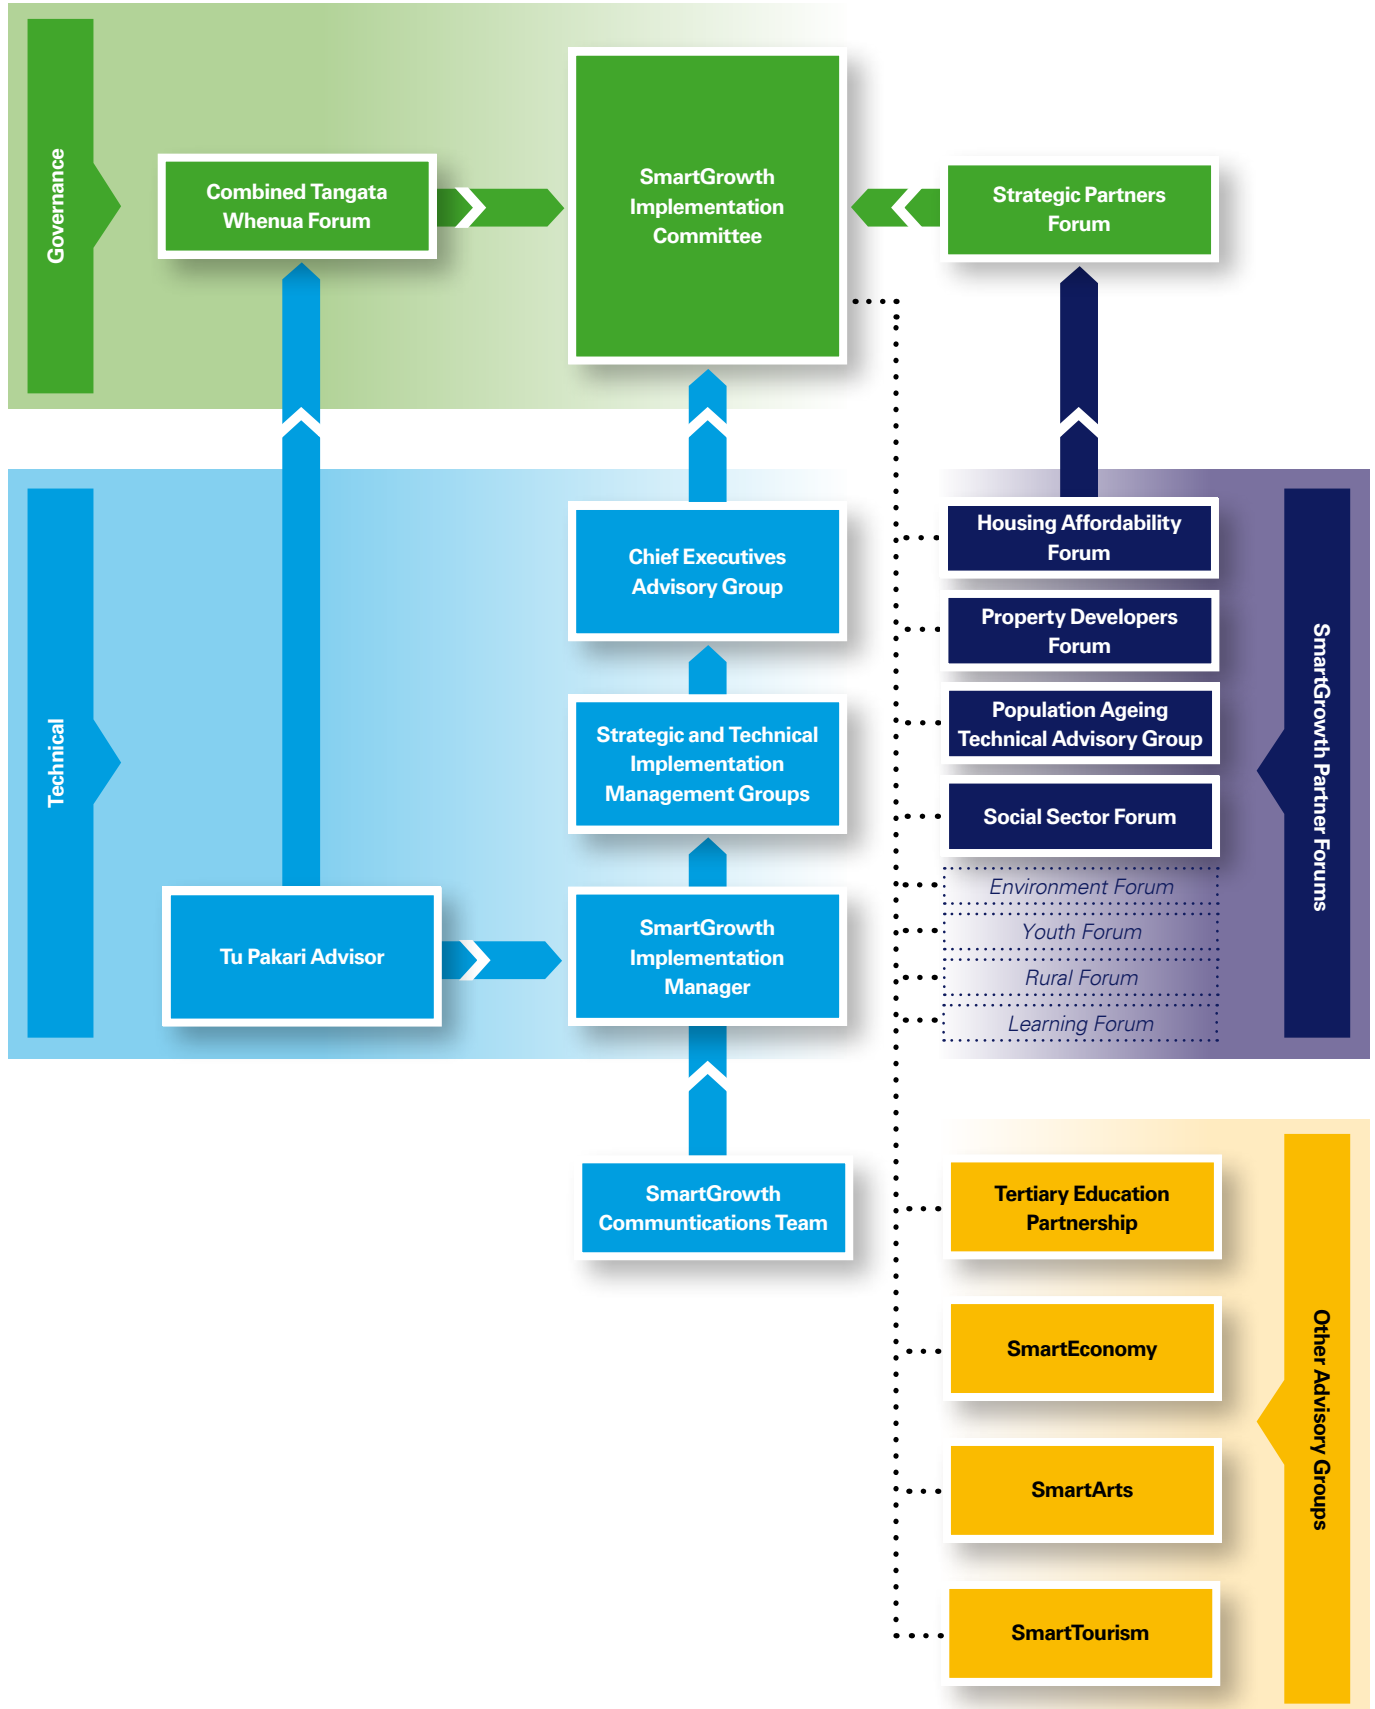 Governance
Combined Tangata
Whenua Forum
SmartGrowth
Implementation
Committee
Strategic Partners
Forum
Technical
Chief Executives
Advisory Group
Strategic and Technical
Implementation
Management Groups
Tu Pakari Advisor
SmartGrowth
Implementation
Manager
SmartGrowth
Communtications Team
Housing Affordability
Forum
Property Developers
Forum
Population Ageing
Technical Advisory Group
Social Sector Forum
Environment Forum
Youth Forum
Rural Forum
Learning Forum
SmartGrowth Partner Forums
Tertiary Education
Partnership
SmartEconomy
SmartArts
SmartTourism
Other Advisory Groups